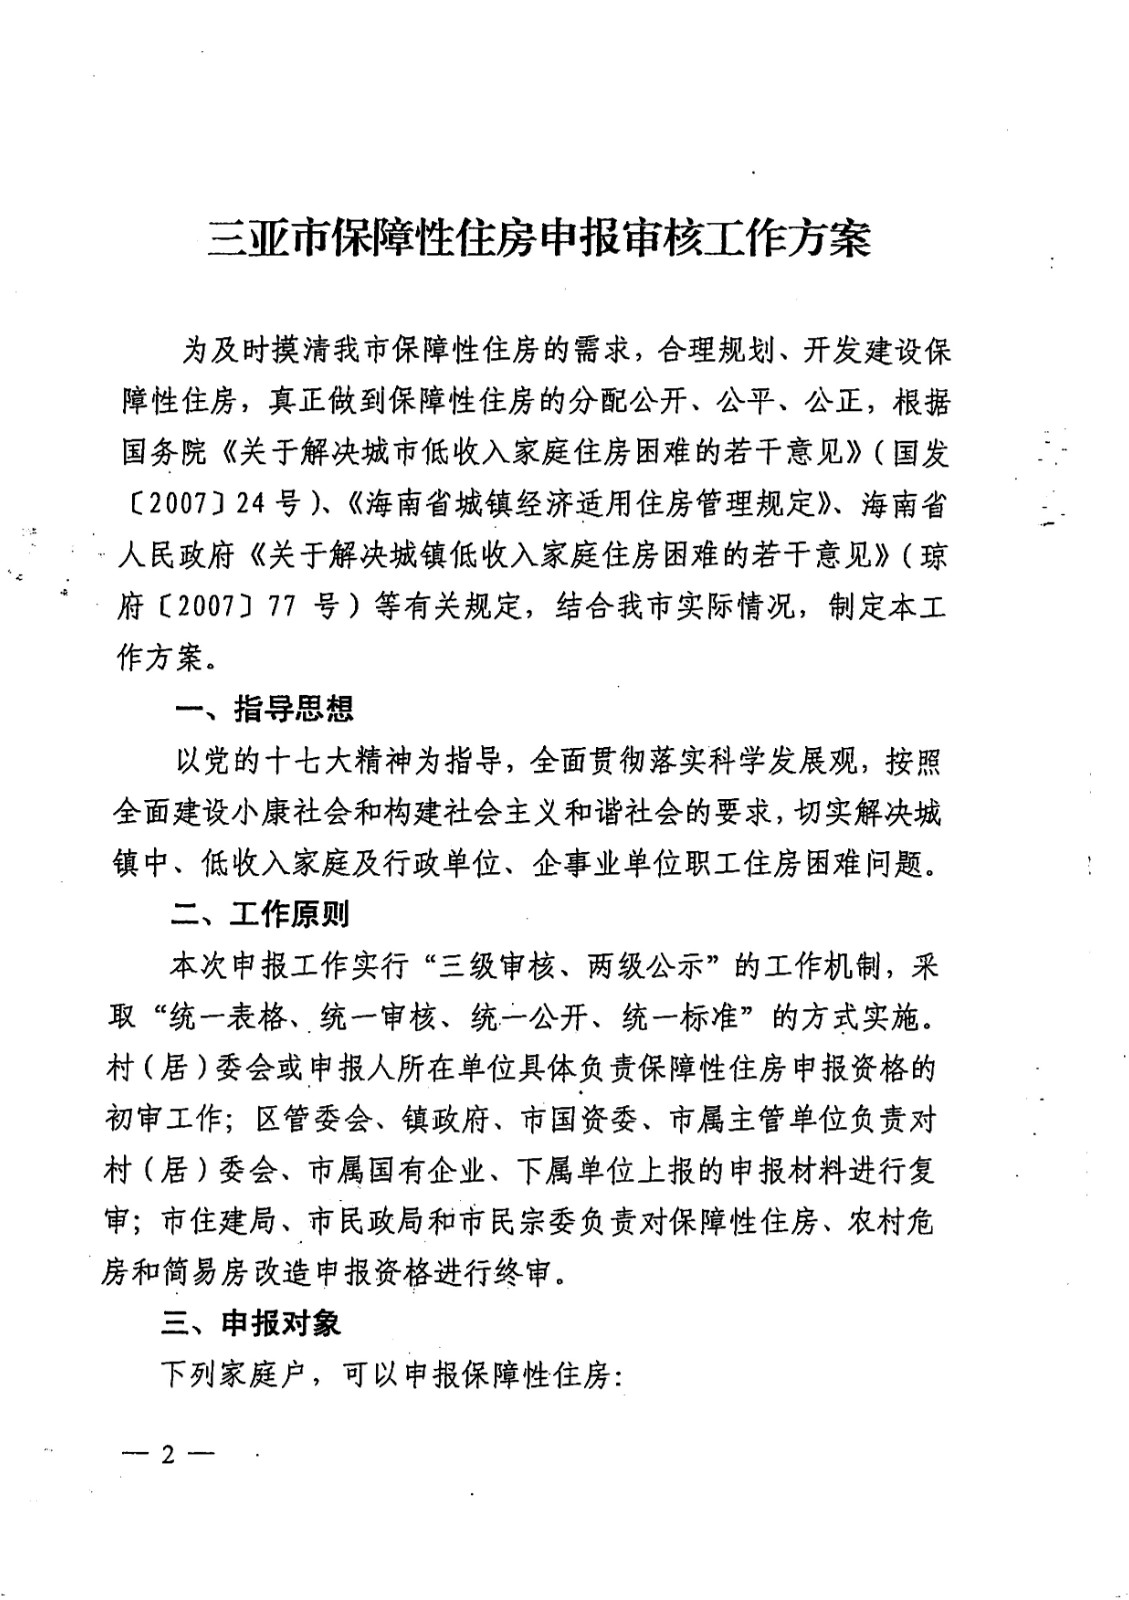 三亚市保障性住房申报审核工作方案
为及时摸清我市保障性住房的需求，合理规划、开发建设保
障性住房，真正做到保障性住房的分配公开、公平、公正，根据
国务院《关于解决城市低收入家庭住房困难的若干意见》（国发
〔2007〕24号）、《海南省城镇经济适用住房管理规定》、海南省
人民政府《关于解决城镇低收入家庭住房困难的若干意见》（琼
府〔2007〕77 号）等有关规定，结合我市实际情况，制定本工
作方案。
一、指导思想
以党的十七大精神为指导，全面贯彻落实科学发展观，按照
全面建设小康社会和构建社会主义和谐社会的要求，切实解决城
镇中、低收入家庭及行政单位、企事业单位职工住房困难问题。
二、工作原则
本次申报工作实行“三级审核、两级公示”的工作机制，采
取“统一表格、统一审核、统一公开、统一标准”的方式实施。
村（居）委会或申报人所在单位具体负责保障性住房申报资格的
初审工作；区管委会、镇政府、市国资委、市属主管单位负责对
村（居）委会、市属国有企业、下属单位上报的申报材料进行复
审；市住建局、市民政局和市民宗委负责对保障性住房、农村危
房和简易房改造申报资格进行终审。
三、申报对象
下列家庭户，可以申报保障性住房：
— 2 —